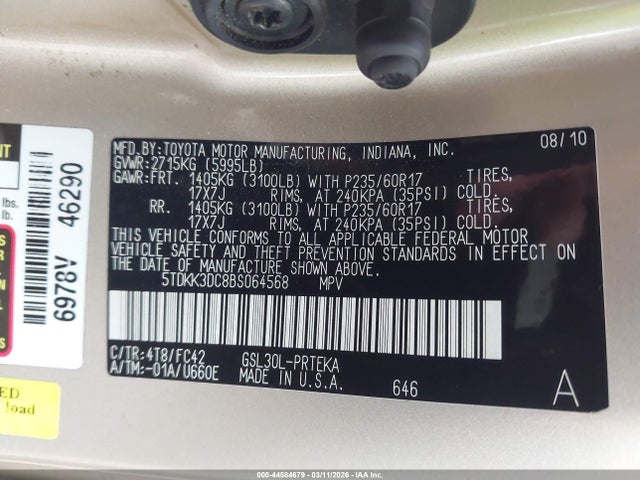 MFD.BY:TOYOTA MOTOR MANUFACTURING, INDIANA, INC. 08/10
GVWR:2715KG (5995LB)
GAWR:FRT. 1405KG (3100LB) WITH P235/60R17 TIRES,
17X7J RIMS, AT 240KPA (35PSI) COLD.
RR. 1405KG (3100LB) WITH P235/60R17 TIRES,
17X7J RIMS, AT 240KPA (35PSI) COLD.
THIS VEHICLE CONFORMS TO ALL APPLICABLE FEDERAL MOTOR
VEHICLE SAFETY AND THEFT PREVENTION STANDARDS IN EFFECT ON
THE DATE OF MANUFACTURE SHOWN ABOVE.
5TDKK3DC8BS064568 MPV
C/TR:4T8/FC42 GSL30L-PRTEKA
A/TM:-01A/U660E MADE IN U.S.A. 646 A
6978V 46290
lbs.
lb.
load
000-44584679 | 03/11/2026 | IAA, Inc.